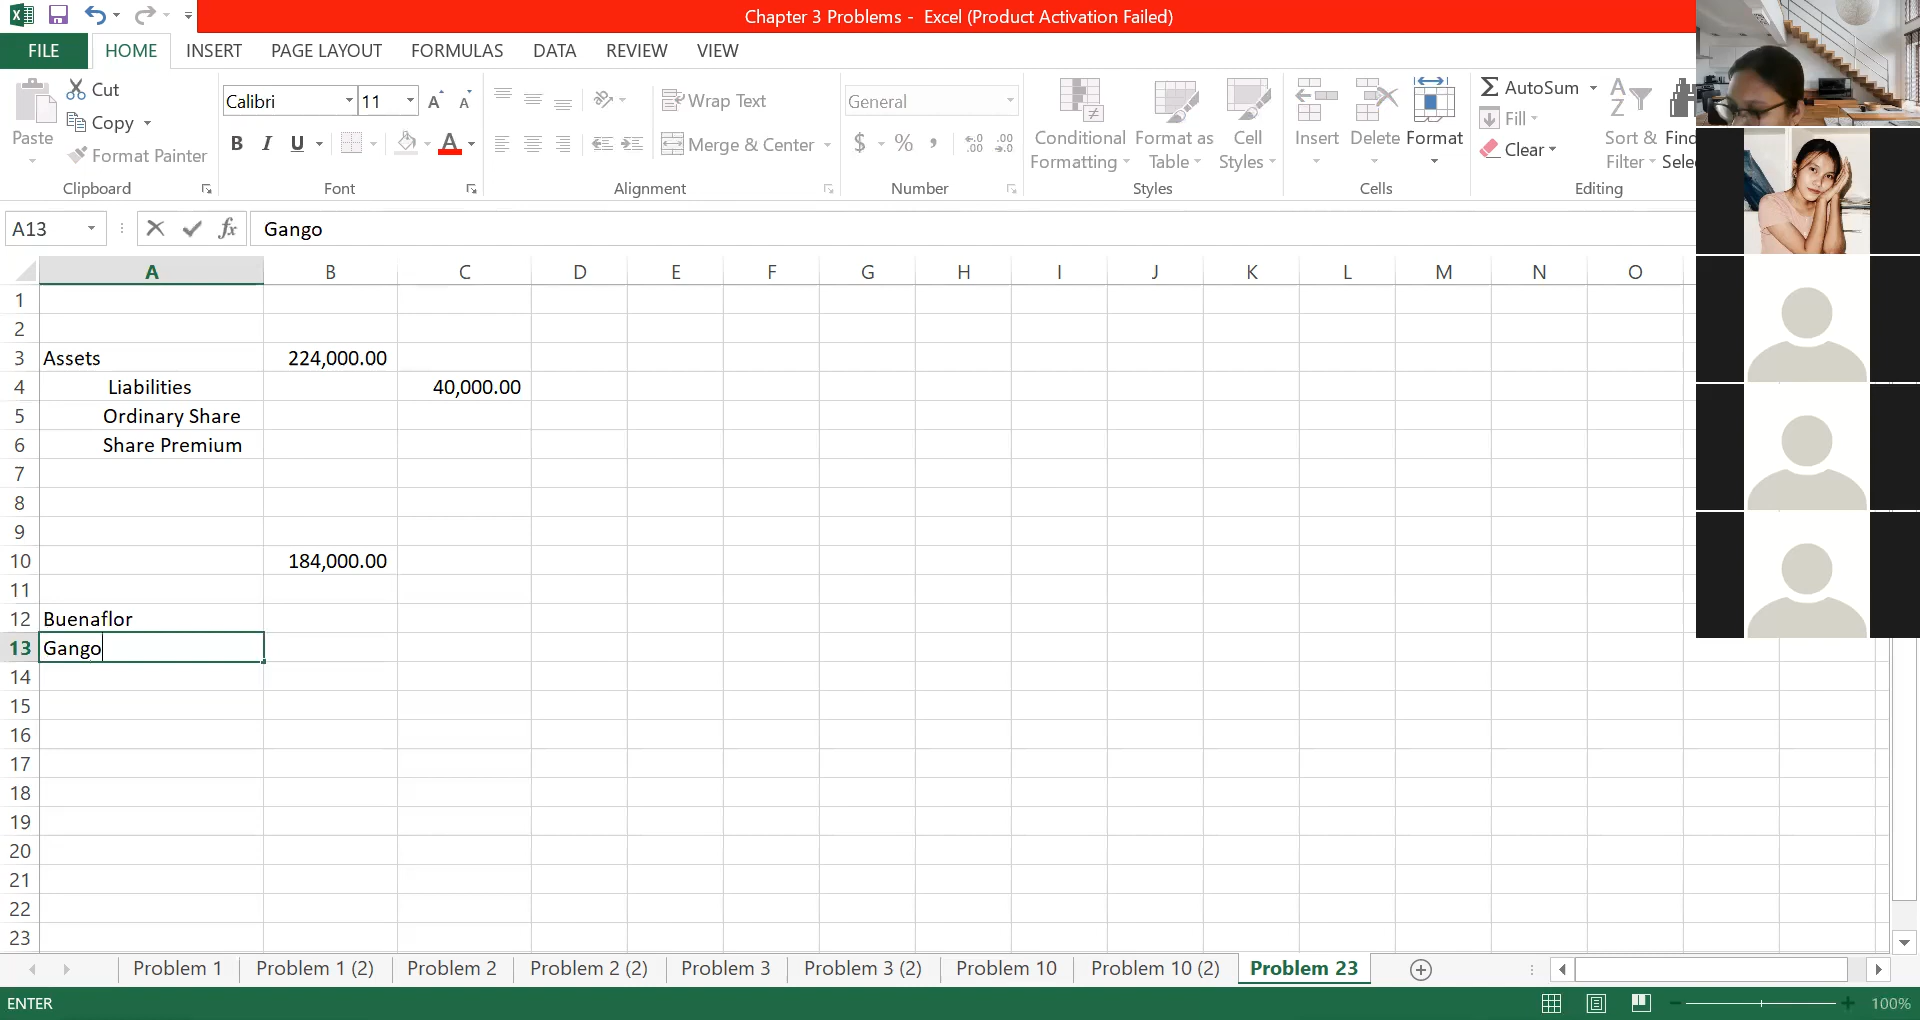 Chapter 3 Problems - Excel (Product Activation Failed)
FILE HOME INSERT PAGE LAYOUT FORMULAS DATA REVIEW VIEW
Cut
Copy
Format Painter
Paste
Clipboard
Calibri 11
B I U
Font
Wrap Text
Merge & Center
Alignment
General
$ % ,
Number
Conditional Formatting
Format as Table
Cell Styles
Styles
Insert Delete Format
Cells
AutoSum
Fill
Clear
Sort & Filter
Find
Editing
A13 fx Gango
A B C D E F G H I J K L M N O
1
2
3 Assets 224,000.00
4 Liabilities 40,000.00
5 Ordinary Share
6 Share Premium
7
8
9
10 184,000.00
11
12 Buenaflor
13 Gango
14
15
16
17
18
19
20
21
22
23
Problem 1 Problem 1 (2) Problem 2 Problem 2 (2) Problem 3 Problem 3 (2) Problem 10 Problem 10 (2) Problem 23
ENTER 100%